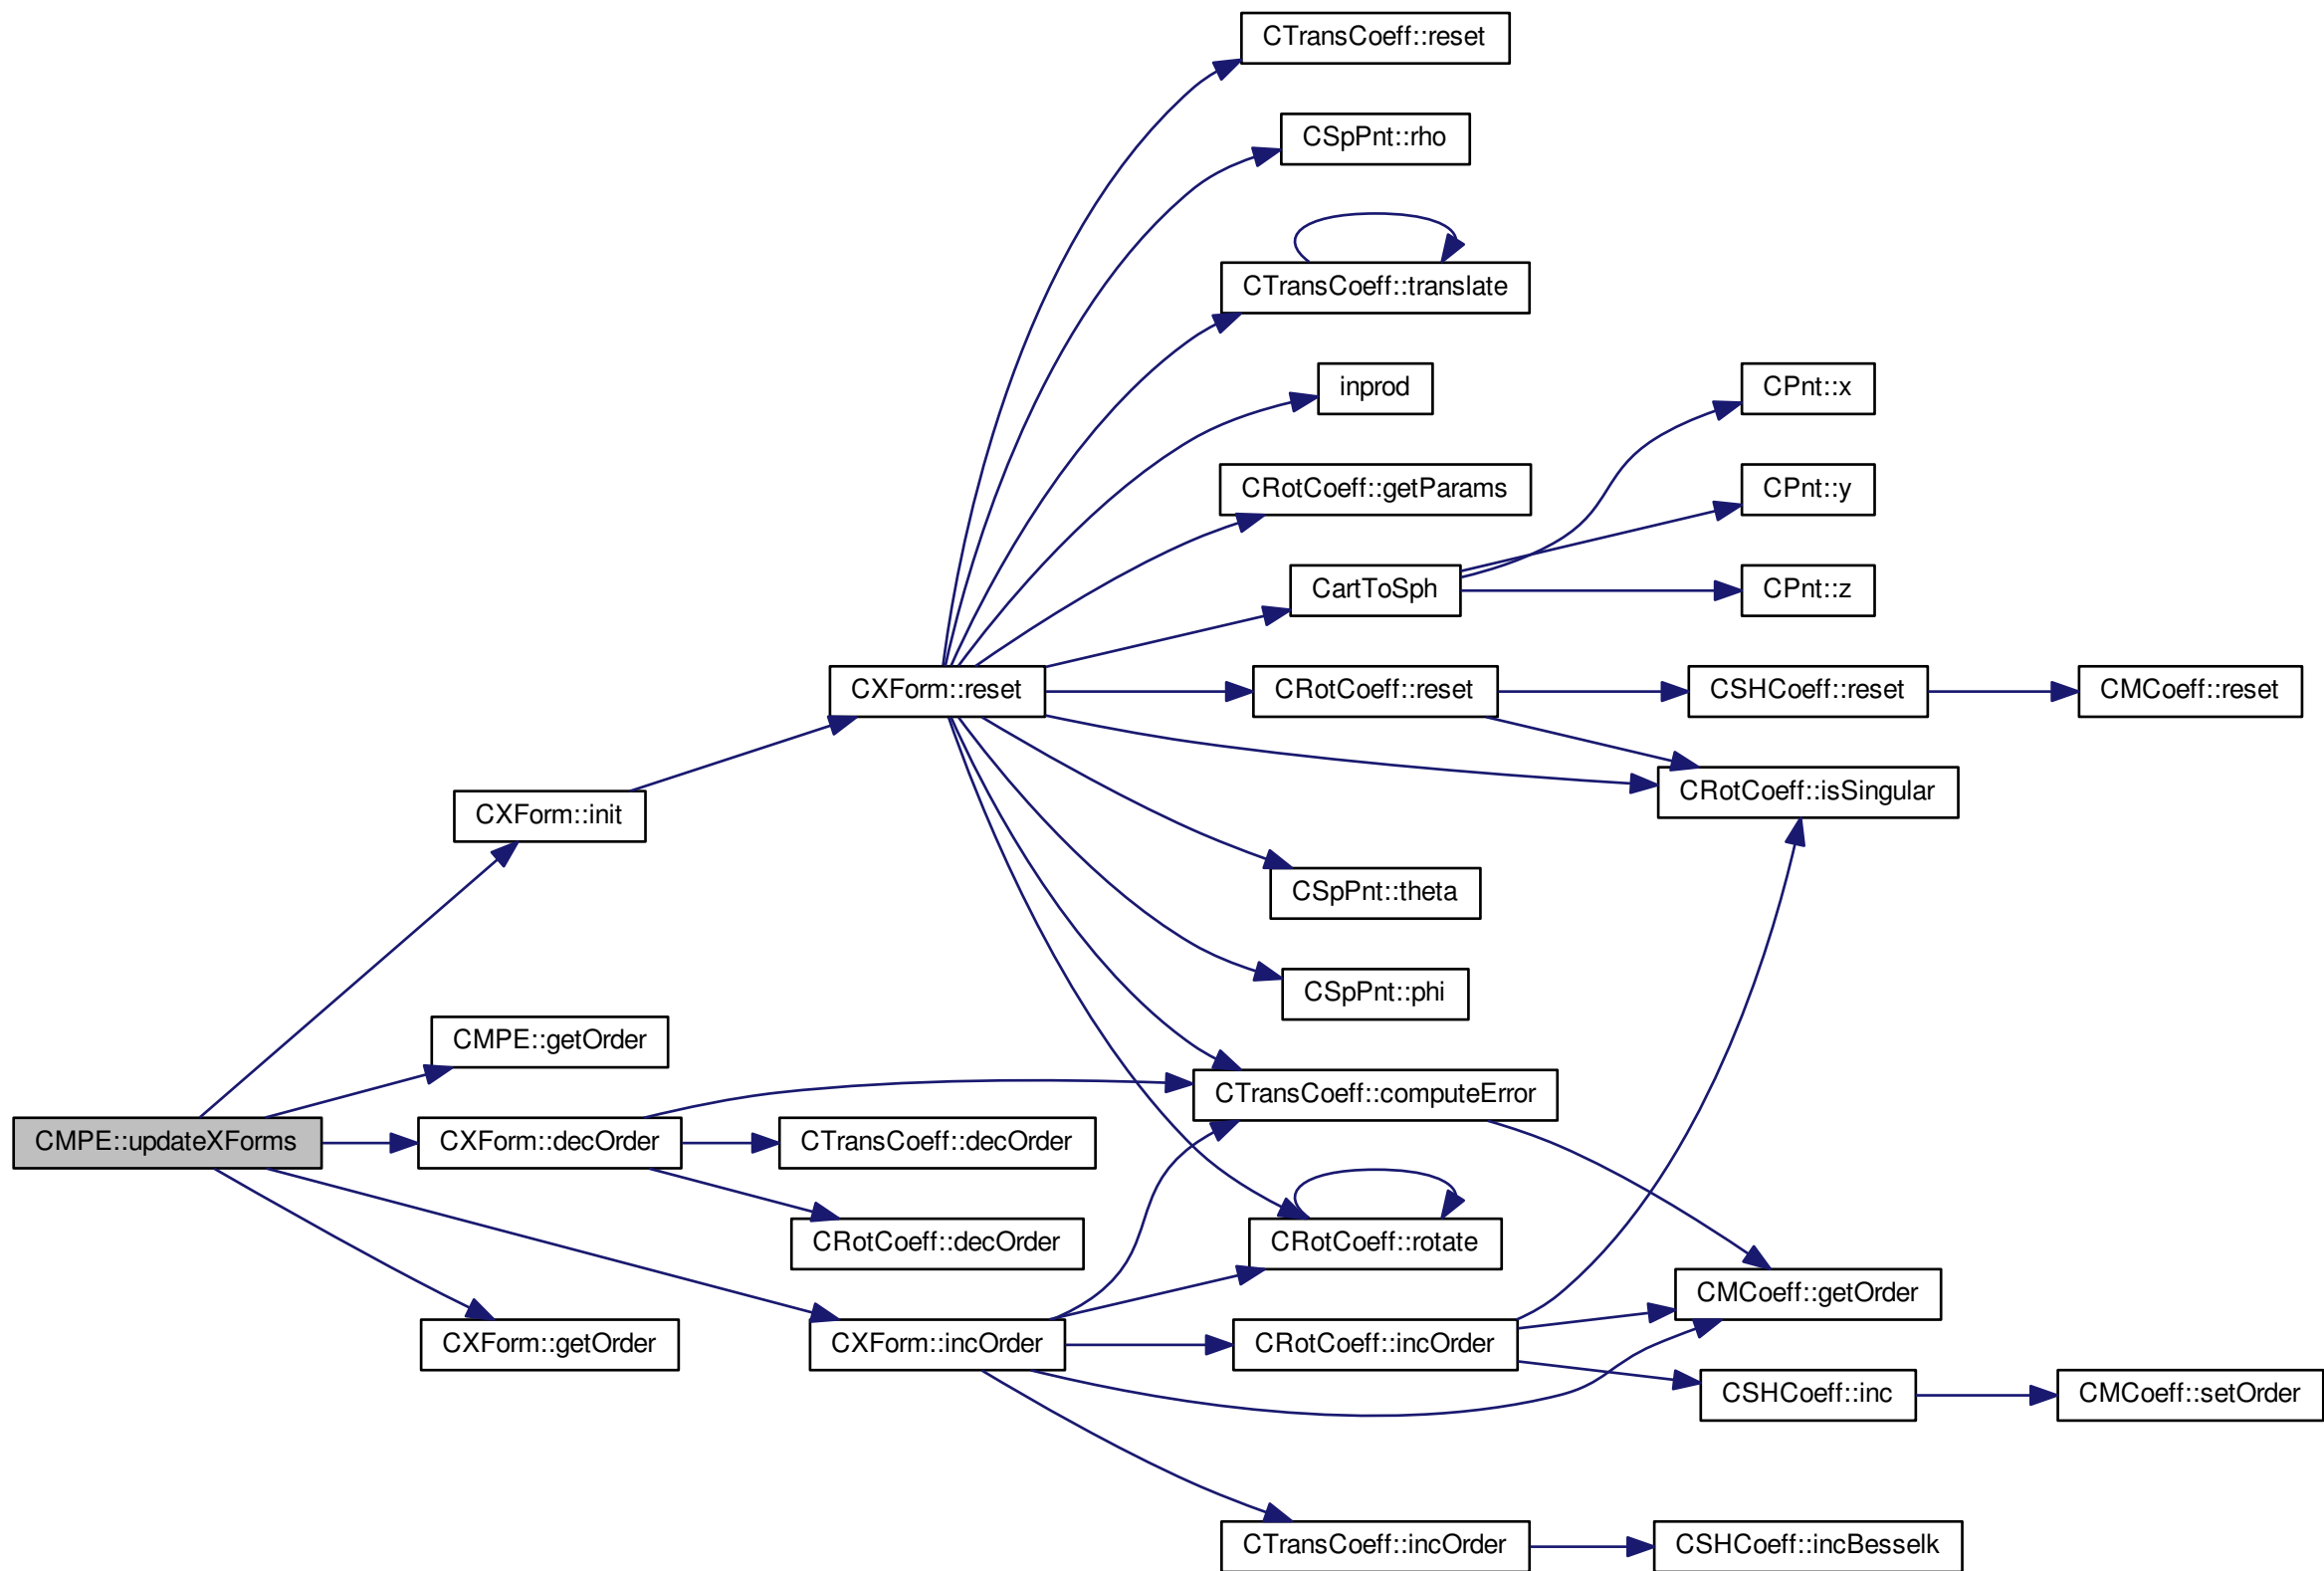 CTransCoeff::reset
CSpPnt::rho
CTransCoeff::translate
inprod
CPnt::x
CRotCoeff::getParams
CPnt::y
CartToSph
CPnt::z
CXForm::reset
CRotCoeff::reset
CSHCoeff::reset
CMCoeff::reset
CXForm::init
CRotCoeff::isSingular
CSpPnt::theta
CSpPnt::phi
CMPE::getOrder
CTransCoeff::computeError
CMPE::updateXForms
CXForm::decOrder
CTransCoeff::decOrder
CRotCoeff::decOrder
CRotCoeff::rotate
CMCoeff::getOrder
CXForm::getOrder
CXForm::incOrder
CRotCoeff::incOrder
CSHCoeff::inc
CMCoeff::setOrder
CTransCoeff::incOrder
CSHCoeff::incBesselk